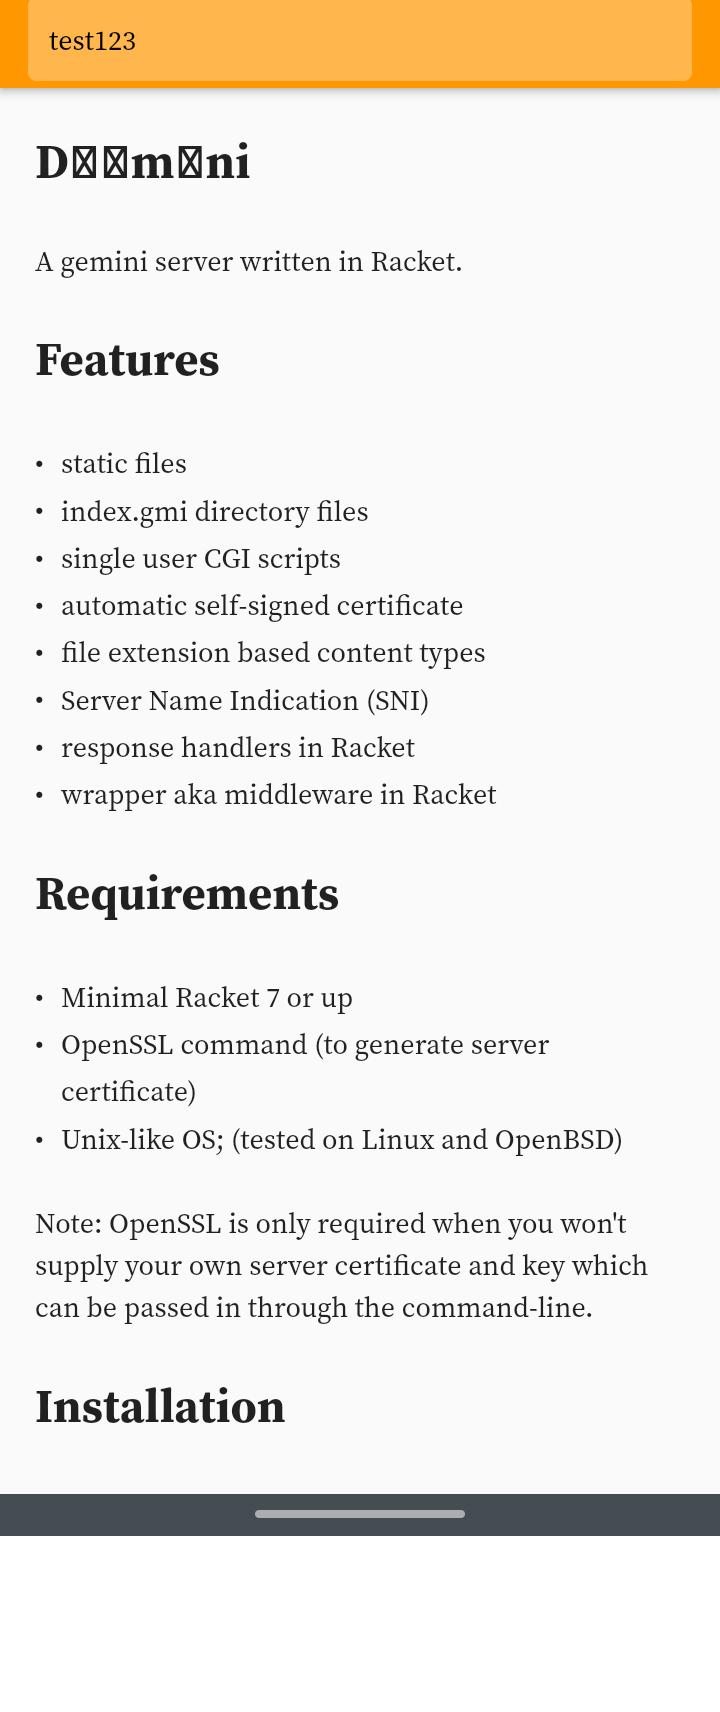 test123
A gemini server written in Racket.
Features
• static files
• index.gmi directory files
• single user CGI scripts
• automatic self-signed certificate
• file extension based content types
• Server Name Indication (SNI)
• response handlers in Racket
• wrapper aka middleware in Racket
Requirements
• Minimal Racket 7 or up
• OpenSSL command (to generate server
certificate)
• Unix-like OS; (tested on Linux and OpenBSD)
Note: OpenSSL is only required when you won't
supply your own server certificate and key which
can be passed in through the command-line.
Installation